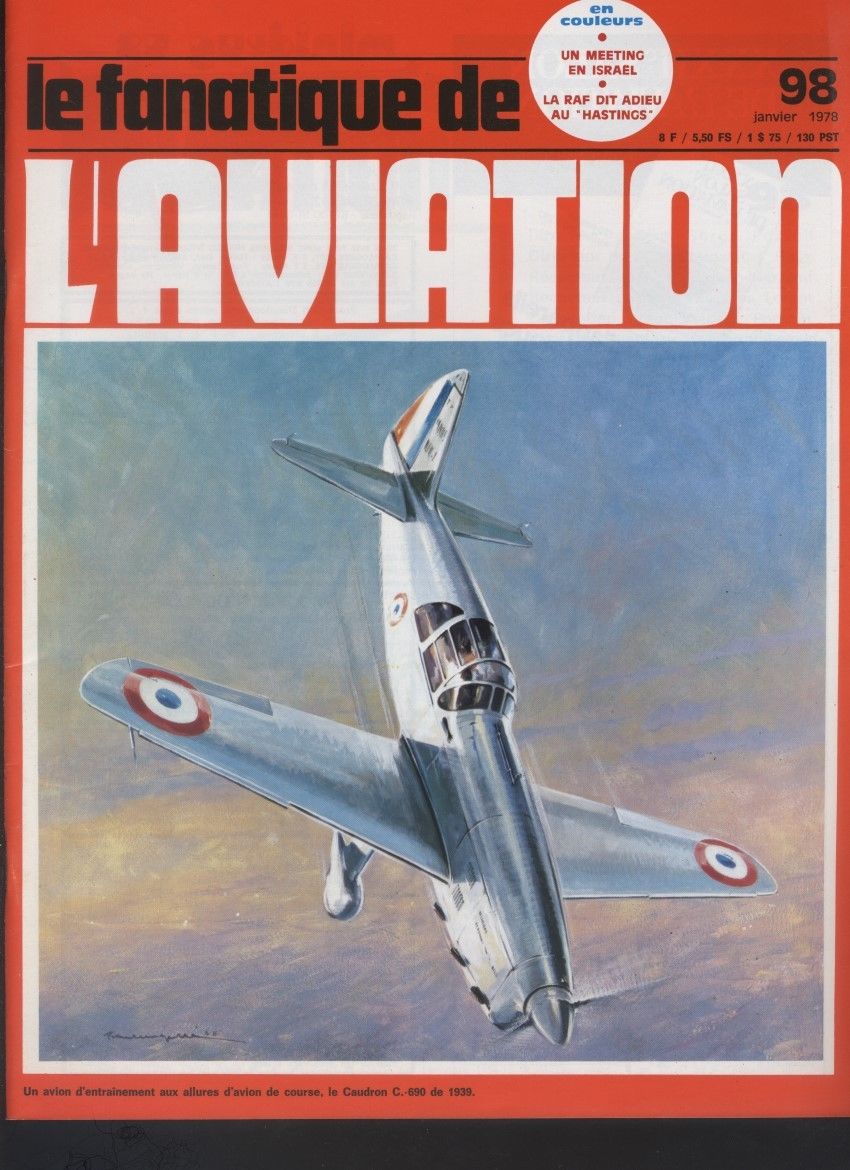 en
couleurs
UN MEETING
EN ISRAËL
LA RAF DIT ADIEU
AU "HASTINGS"
le fanatique de
98
janvier 1978
8 F / 5,50 FS / 1 $ 75 / 130 PST
L'AVIATION
Un avion d'entraînement aux allures d'avion de course, le Caudron C.-690 de 1939.